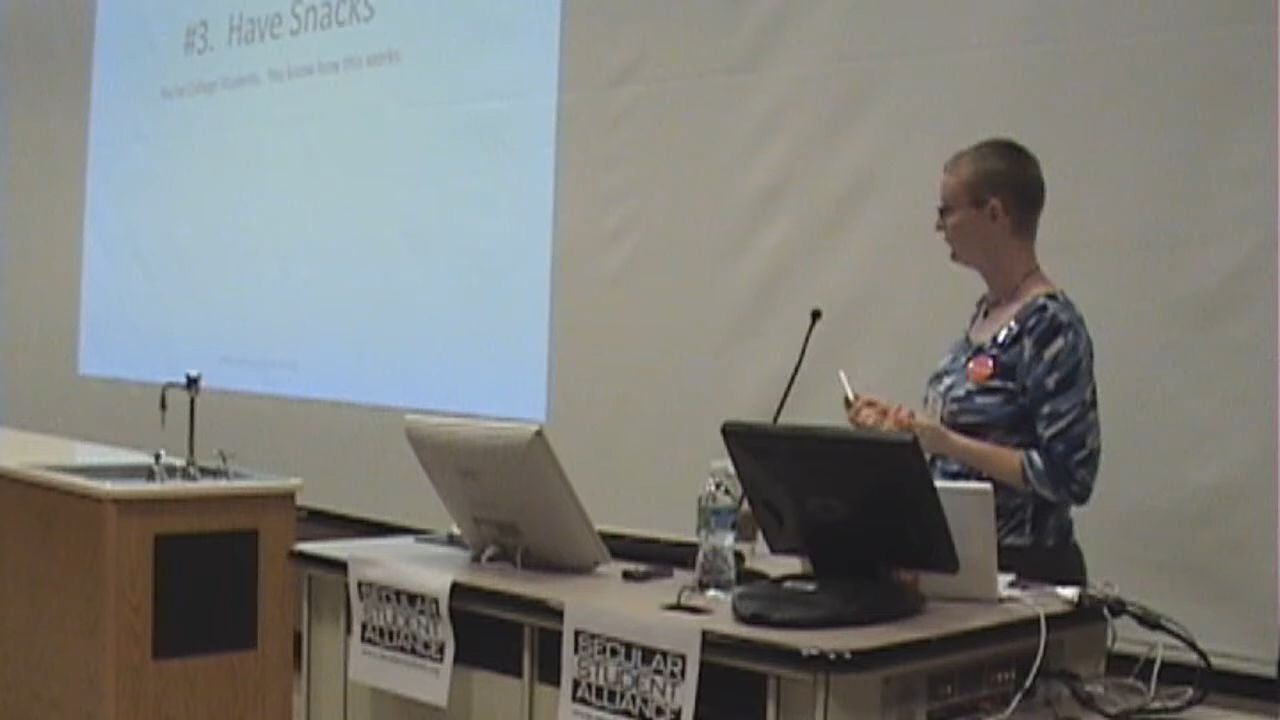 #3. Have Snacks
You're College Students. You know how this works.
SECULAR
STUDENT
ALLIANCE
SECULAR
STUDENT
ALLIANCE